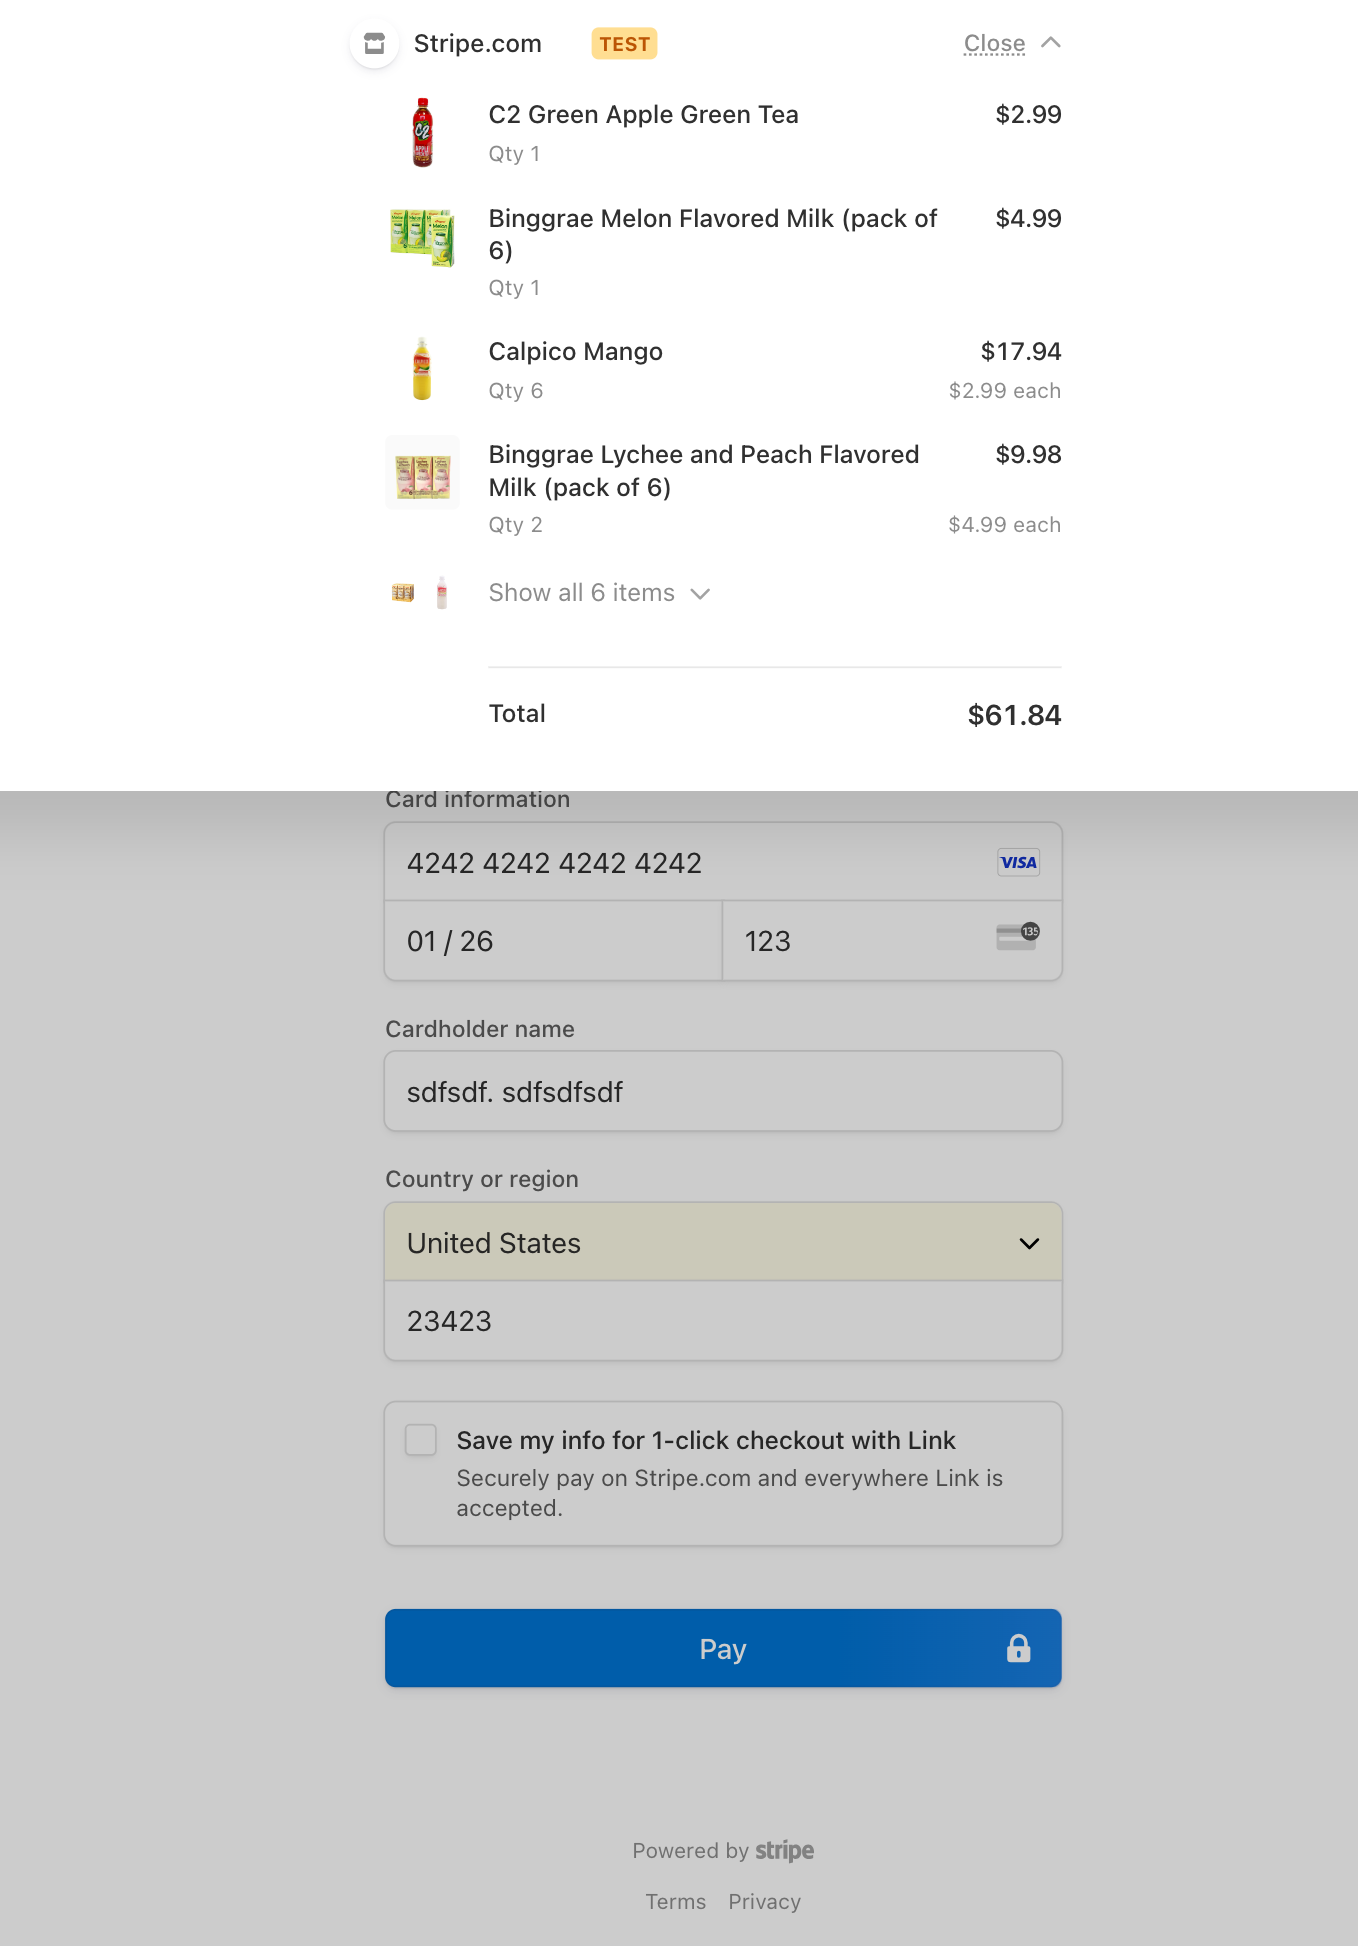 Stripe.com TEST Close
C2 Green Apple Green Tea $2.99
Qty 1
Binggrae Melon Flavored Milk (pack of $4.99
6)
Qty 1
Calpico Mango $17.94
Qty 6 $2.99 each
Binggrae Lychee and Peach Flavored $9.98
Milk (pack of 6)
Qty 2 $4.99 each
Show all 6 items
Total $61.84
Card information
4242 4242 4242 4242 VISA
01 / 26 123 135
Cardholder name
sdfsdf. sdfsdfsdf
Country or region
United States
23423
Save my info for 1-click checkout with Link
Securely pay on Stripe.com and everywhere Link is
accepted.
Pay
Powered by stripe
Terms Privacy